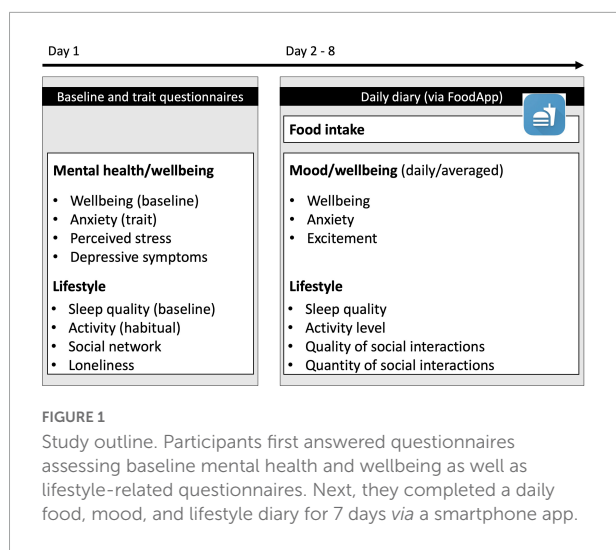 Day 1
Day 2 - 8
Baseline and trait questionnaires
Mental health/wellbeing
• Wellbeing (baseline)
• Anxiety (trait)
• Perceived stress
• Depressive symptoms
Lifestyle
• Sleep quality (baseline)
• Activity (habitual)
• Social network
• Loneliness
Daily diary (via FoodApp)
Food intake
Mood/wellbeing (daily/averaged)
• Wellbeing
• Anxiety
• Excitement
Lifestyle
• Sleep quality
• Activity level
• Quality of social interactions
• Quantity of social interactions
FIGURE 1
Study outline. Participants first answered questionnaires
assessing baseline mental health and wellbeing as well as
lifestyle-related questionnaires. Next, they completed a daily
food, mood, and lifestyle diary for 7 days via a smartphone app.